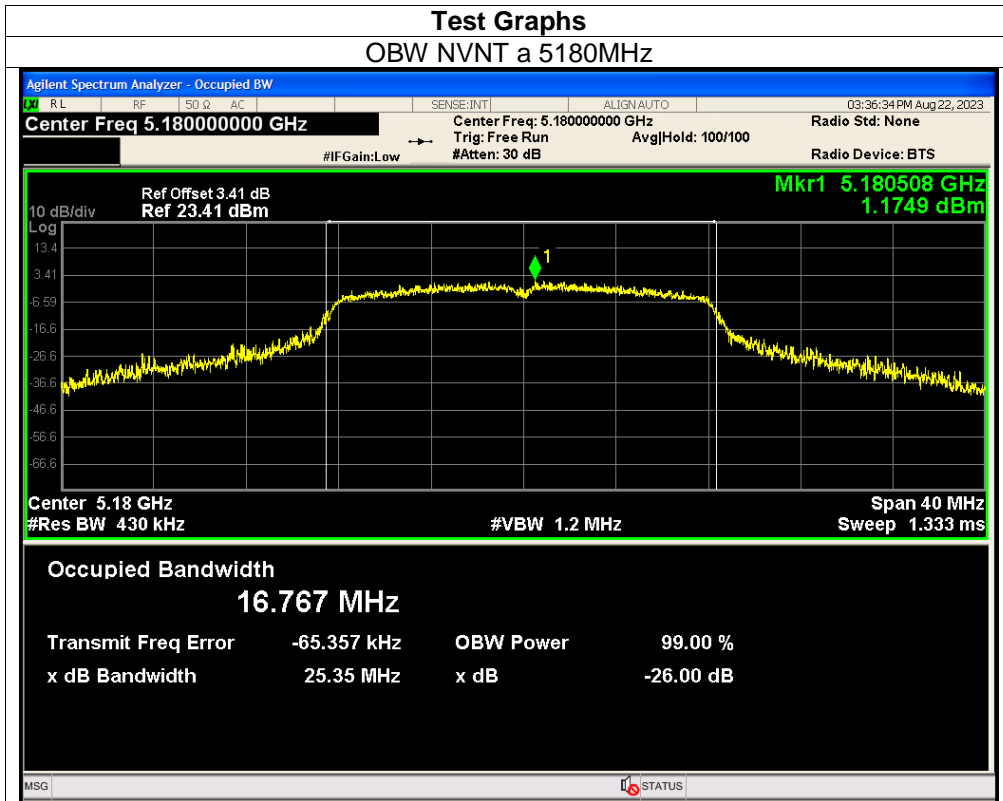 Test Graphs
OBW NVNT a 5180MHz
Agilent Spectrum Analyzer - Occupied BW
LXI RL RF 50 Ω AC SENSE:INT ALIGN AUTO 03:36:34 PM Aug 22, 2023
Center Freq 5.180000000 GHz Center Freq: 5.180000000 GHz Radio Std: None
Trig: Free Run Avg|Hold: 100/100
#IFGain:Low #Atten: 30 dB Radio Device: BTS
Ref Offset 3.41 dB Mkr1 5.180508 GHz
10 dB/div Ref 23.41 dBm 1.1749 dBm
Log
13.4
1
3.41
-6.59
-16.6
-26.6
-36.6
-46.6
-56.6
-66.6
Center 5.18 GHz Span 40 MHz
#Res BW 430 kHz #VBW 1.2 MHz Sweep 1.333 ms
Occupied Bandwidth
16.767 MHz
Transmit Freq Error -65.357 kHz OBW Power 99.00 %
x dB Bandwidth 25.35 MHz x dB -26.00 dB
MSG STATUS